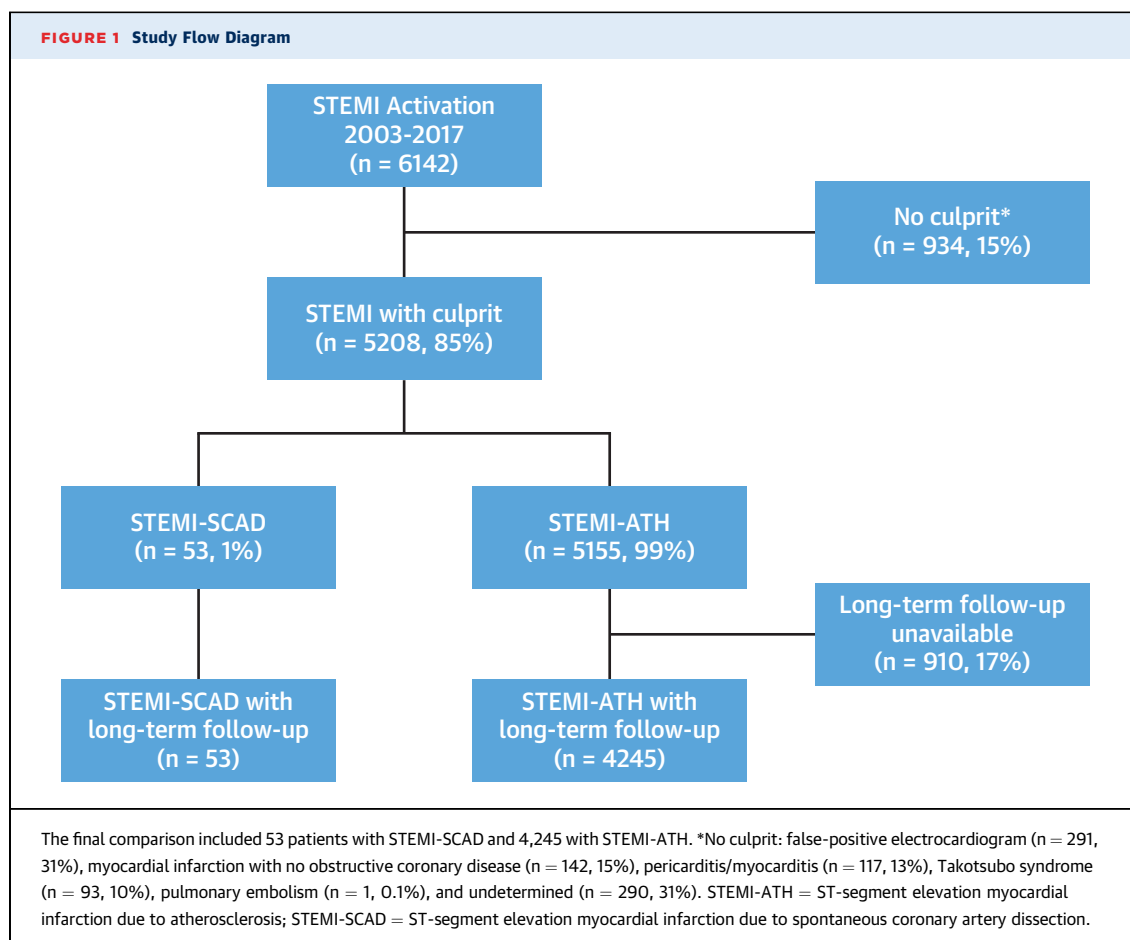 FIGURE 1 Study Flow Diagram
STEMI Activation
2003-2017
(n = 6142)
No culprit*
(n = 934, 15%)
STEMI with culprit
(n = 5208, 85%)
STEMI-SCAD
(n = 53, 1%)
STEMI-ATH
(n = 5155, 99%)
Long-term follow-up
unavailable
(n = 910, 17%)
STEMI-SCAD with
long-term follow-up
(n = 53)
STEMI-ATH with
long-term follow-up
(n = 4245)
The final comparison included 53 patients with STEMI-SCAD and 4,245 with STEMI-ATH. *No culprit: false-positive electrocardiogram (n = 291,
31%), myocardial infarction with no obstructive coronary disease (n = 142, 15%), pericarditis/myocarditis (n = 117, 13%), Takotsubo syndrome
(n = 93, 10%), pulmonary embolism (n = 1, 0.1%), and undetermined (n = 290, 31%). STEMI-ATH = ST-segment elevation myocardial
infarction due to atherosclerosis; STEMI-SCAD = ST-segment elevation myocardial infarction due to spontaneous coronary artery dissection.